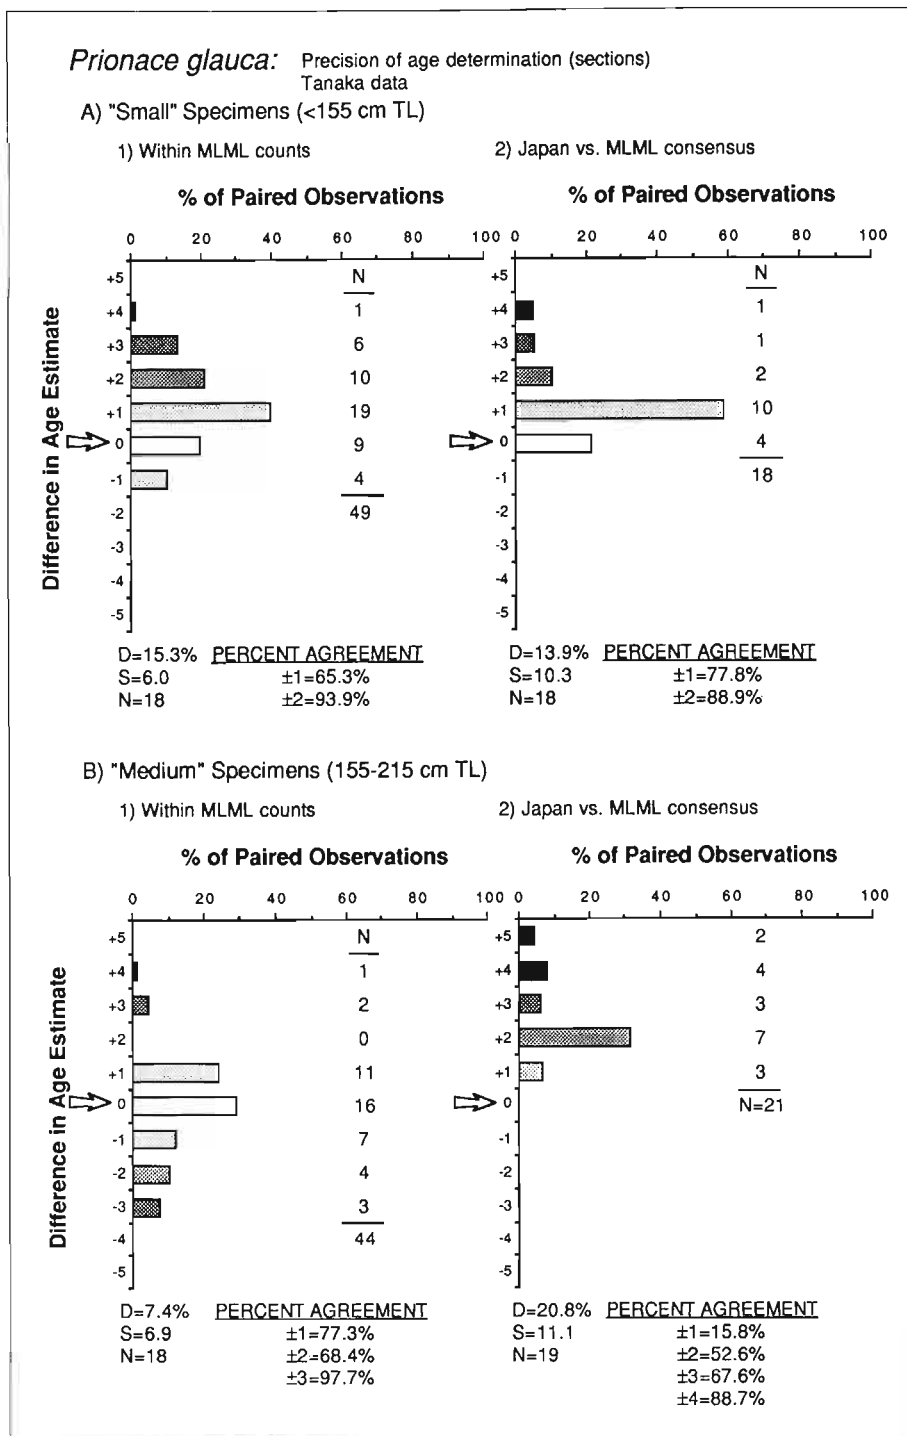 Prionace glauca: Precision of age determination (sections)
Tanaka data
A) "Small" Specimens (<155 cm TL)
1) Within MLML counts
% of Paired Observations
0 20 40 60 80 100
Difference in Age Estimate
+5 N
+4 1
+3 6
+2 10
+1 19
0 9
-1 4
-2 49
-3
-4
-5
D=15.3% PERCENT AGREEMENT
S=6.0 ±1=65.3%
N=18 ±2=93.9%
2) Japan vs. MLML consensus
% of Paired Observations
0 20 40 60 80 100
+5 N
+4 1
+3 1
+2 2
+1 10
0 4
-1 18
-2
-3
-4
-5
D=13.9% PERCENT AGREEMENT
S=10.3 ±1=77.8%
N=18 ±2=88.9%
B) "Medium" Specimens (155-215 cm TL)
1) Within MLML counts
% of Paired Observations
0 20 40 60 80 100
Difference in Age Estimate
+5 N
+4 1
+3 2
+2 0
+1 11
0 16
-1 7
-2 4
-3 3
-4 44
-5
D=7.4% PERCENT AGREEMENT
S=6.9 ±1=77.3%
N=18 ±2=68.4%
±3=97.7%
2) Japan vs. MLML consensus
% of Paired Observations
0 20 40 60 80 100
+5 2
+4 4
+3 3
+2 7
+1 3
0 N=21
-1
-2
-3
-4
-5
D=20.8% PERCENT AGREEMENT
S=11.1 ±1=15.8%
N=19 ±2=52.6%
±3=67.6%
±4=88.7%